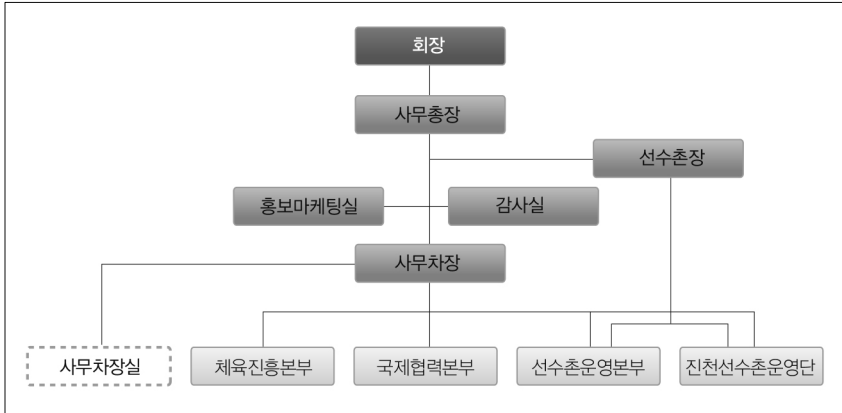 회장
사무총장
선수촌장
홍보마케팅실
감사실
사무차장
사무차장실
체육진흥본부
국제협력본부
선수촌운영본부
진천선수촌운영단